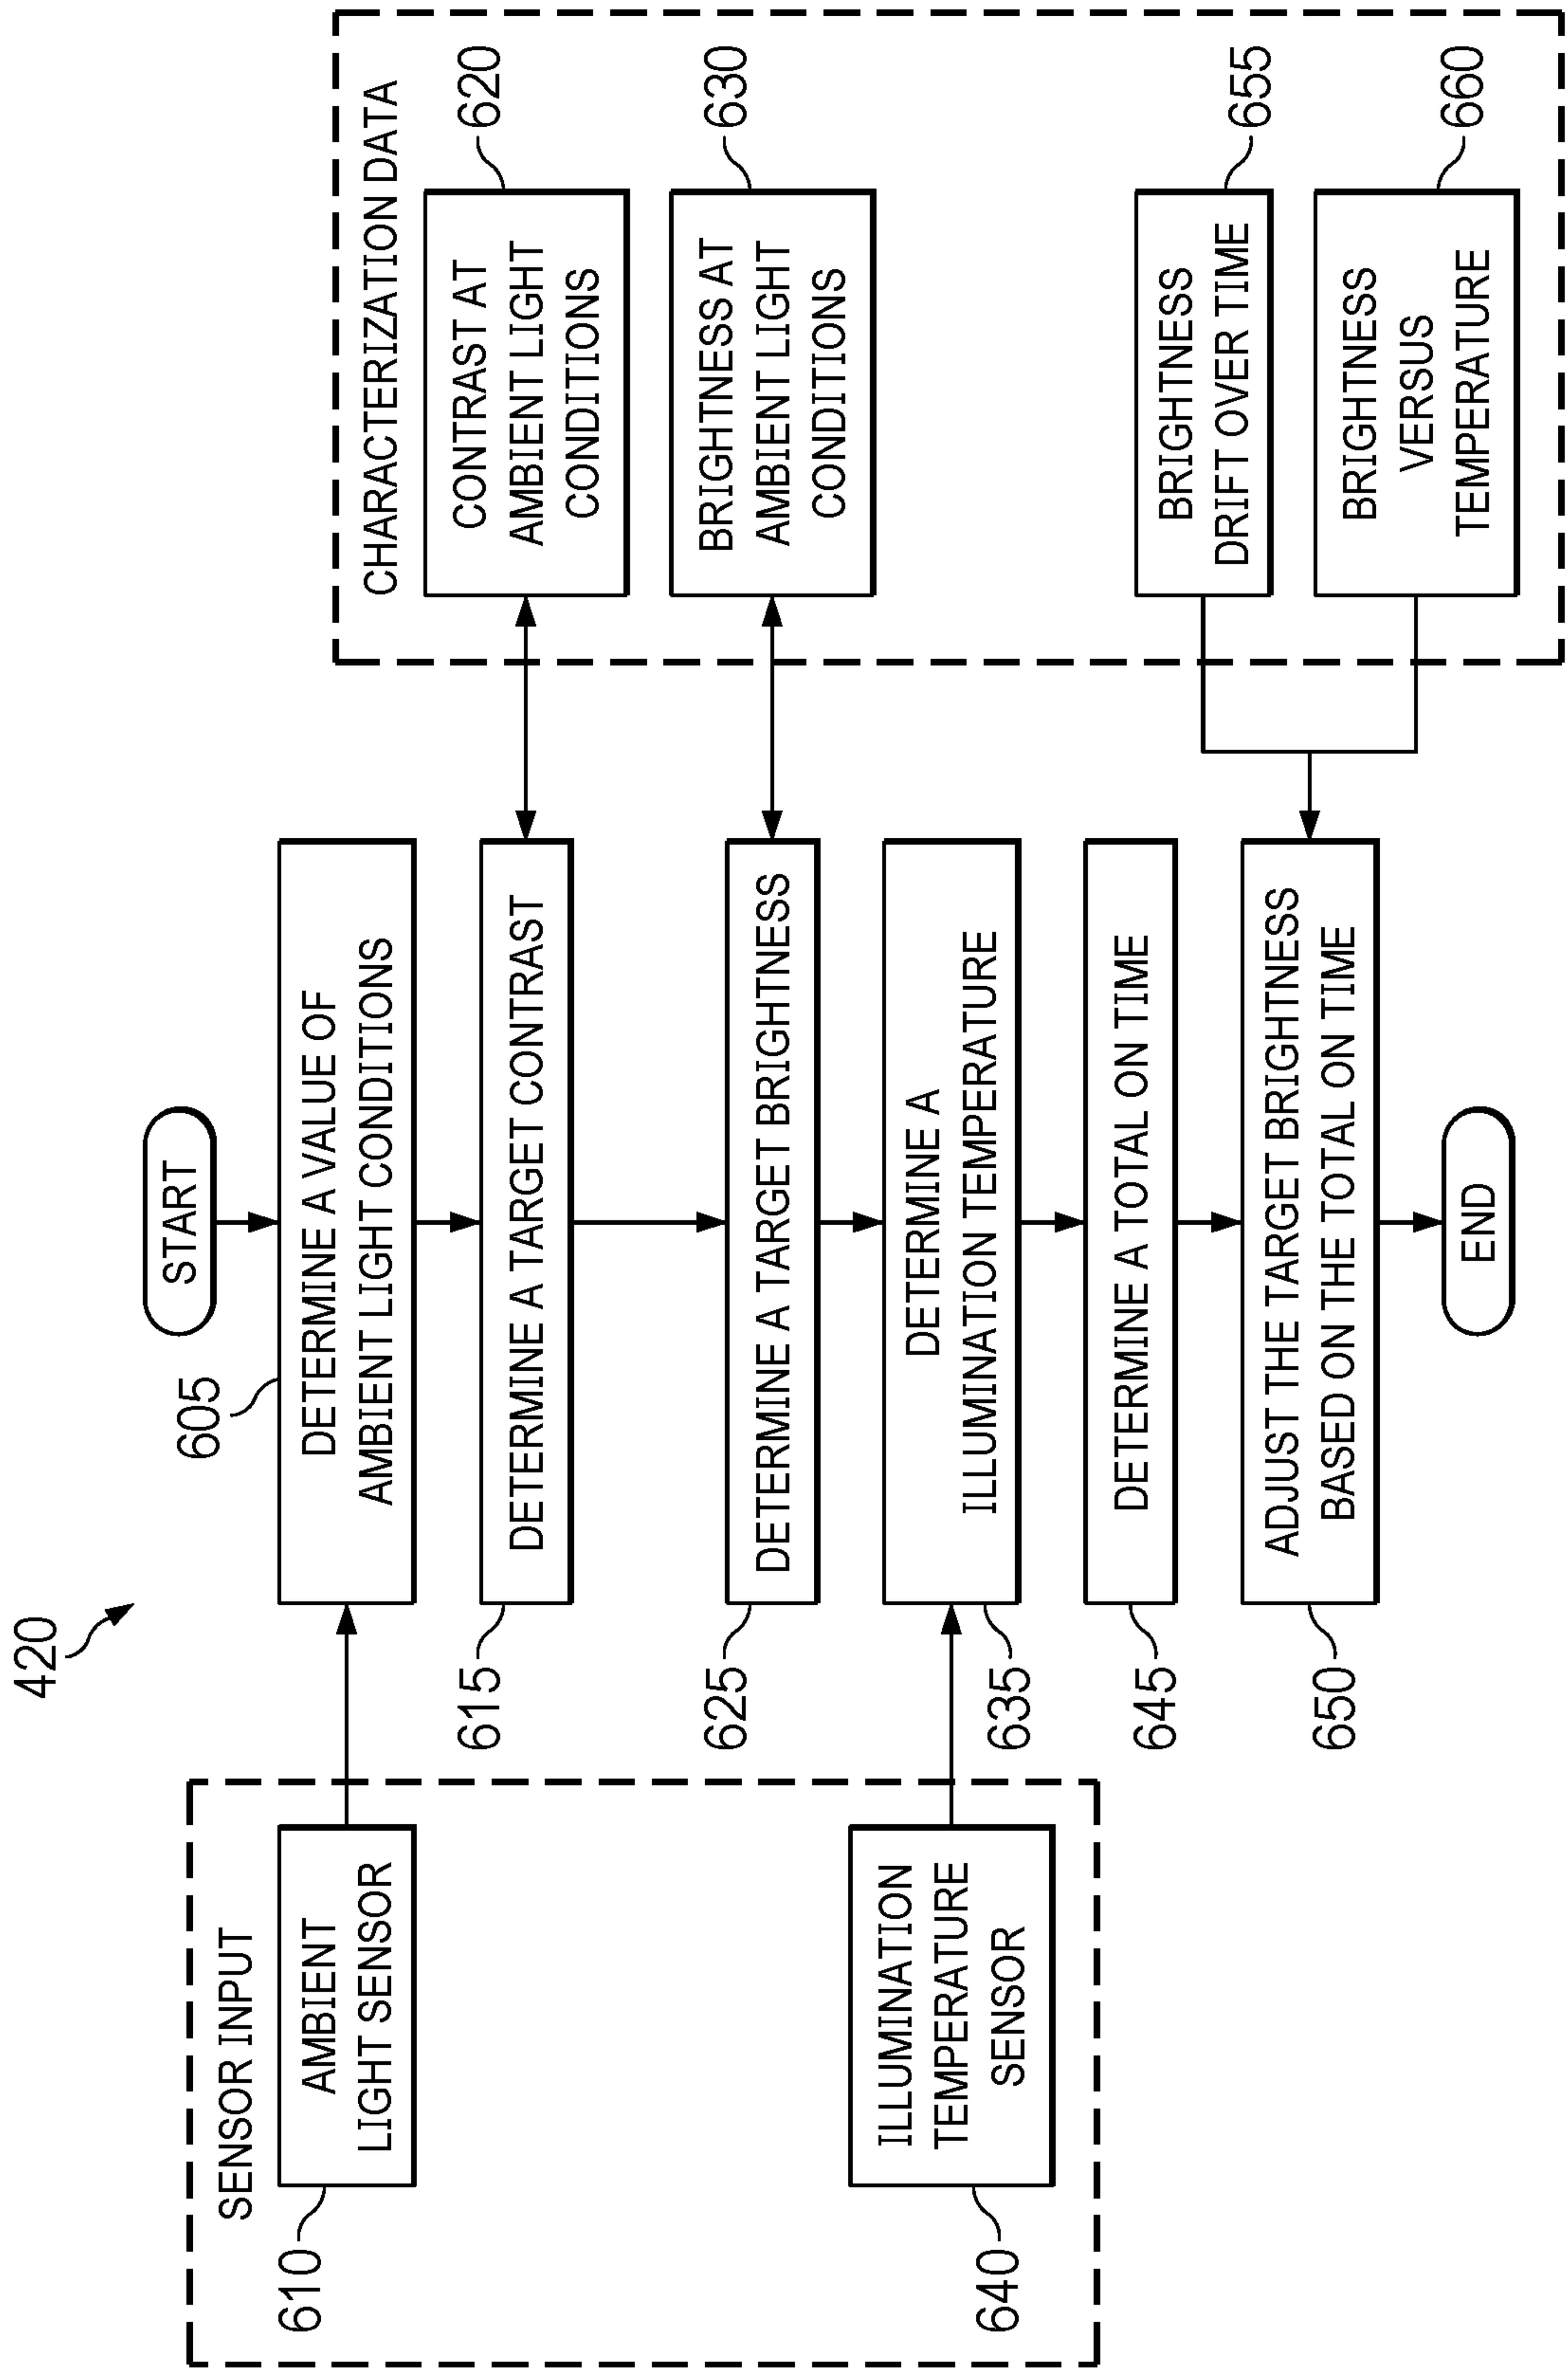 420
START
605
DETERMINE A VALUE OF
AMBIENT LIGHT CONDITIONS
SENSOR INPUT
610
AMBIENT
LIGHT SENSOR
CHARACTERIZATION DATA
615
DETERMINE A TARGET CONTRAST
CONTRAST AT
AMBIENT LIGHT
CONDITIONS
620
625
DETERMINE A TARGET BRIGHTNESS
BRIGHTNESS AT
AMBIENT LIGHT
CONDITIONS
630
640
ILLUMINATION
TEMPERATURE
SENSOR
635
DETERMINE A
ILLUMINATION TEMPERATURE
645
DETERMINE A TOTAL ON TIME
650
ADJUST THE TARGET BRIGHTNESS
BASED ON THE TOTAL ON TIME
BRIGHTNESS
DRIFT OVER TIME
655
BRIGHTNESS
VERSUS
TEMPERATURE
660
END